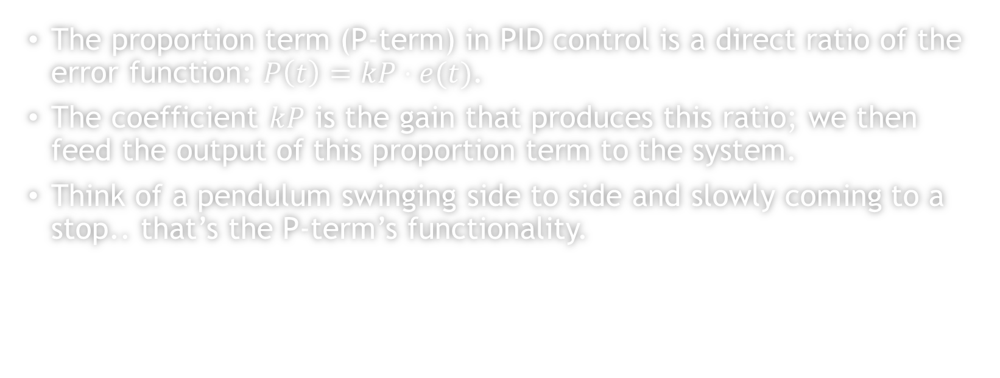 • The proportion term (P-term) in PID control is a direct ratio of the
error function: P(t) = kP · e(t).
• The coefficient kP is the gain that produces this ratio; we then
feed the output of this proportion term to the system.
• Think of a pendulum swinging side to side and slowly coming to a
stop.. that’s the P-term’s functionality.